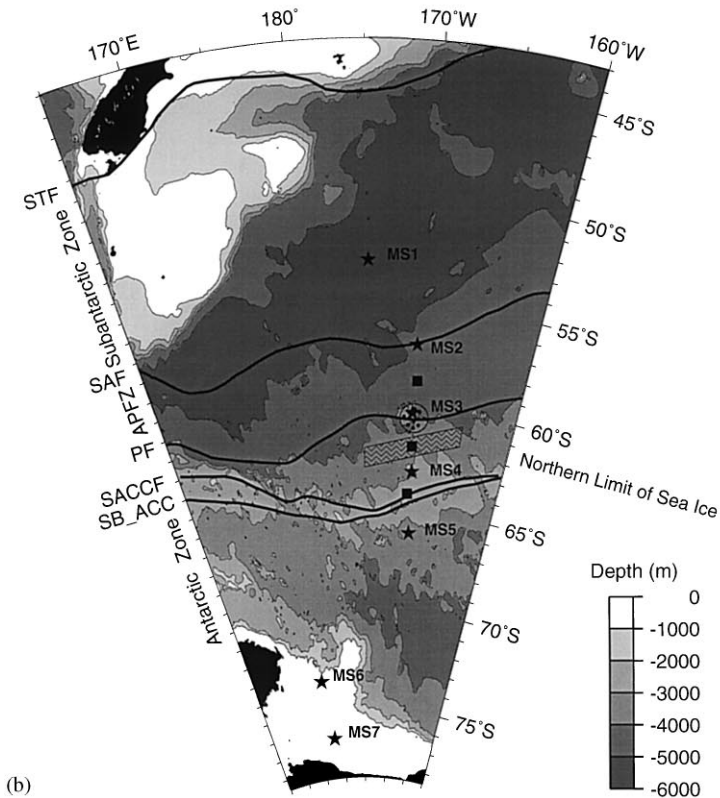 170˚E
180˚
170˚W
160˚W
45˚S
50˚S
55˚S
60˚S
65˚S
70˚S
75˚S
STF
Subantarctic Zone
SAF
APFZ
PF
SACCF
SB_ACC
Antarctic Zone
MS1
MS2
MS3
MS4
MS5
MS6
MS7
Northern Limit of Sea Ice
Depth (m)
0
-1000
-2000
-3000
-4000
-5000
-6000
(b)